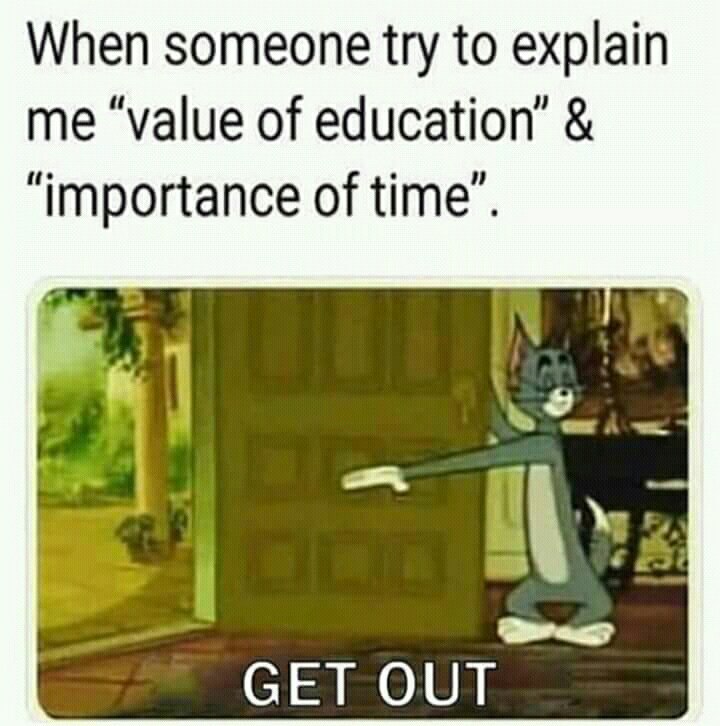 When someone try to explain
me “value of education” &
“importance of time”.
GET OUT